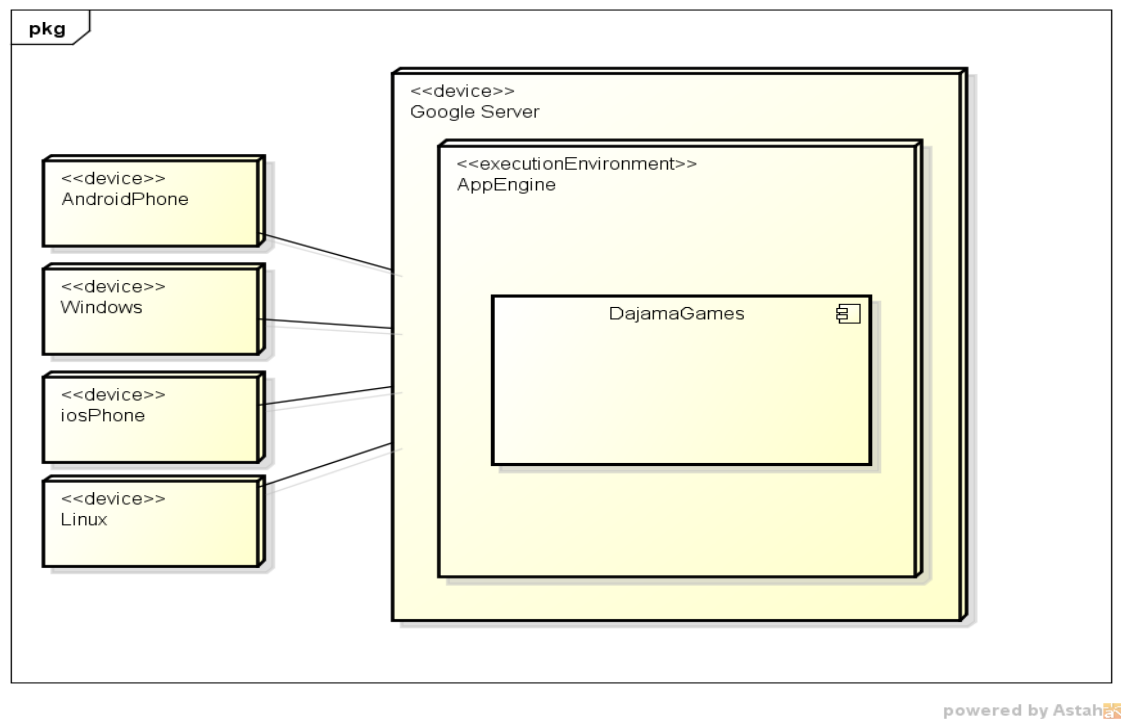 pkg
<<device>>
Google Server
<<executionEnvironment>>
AppEngine
DajamaGames
<<device>>
AndroidPhone
<<device>>
Windows
<<device>>
iosPhone
<<device>>
Linux
powered by Astah